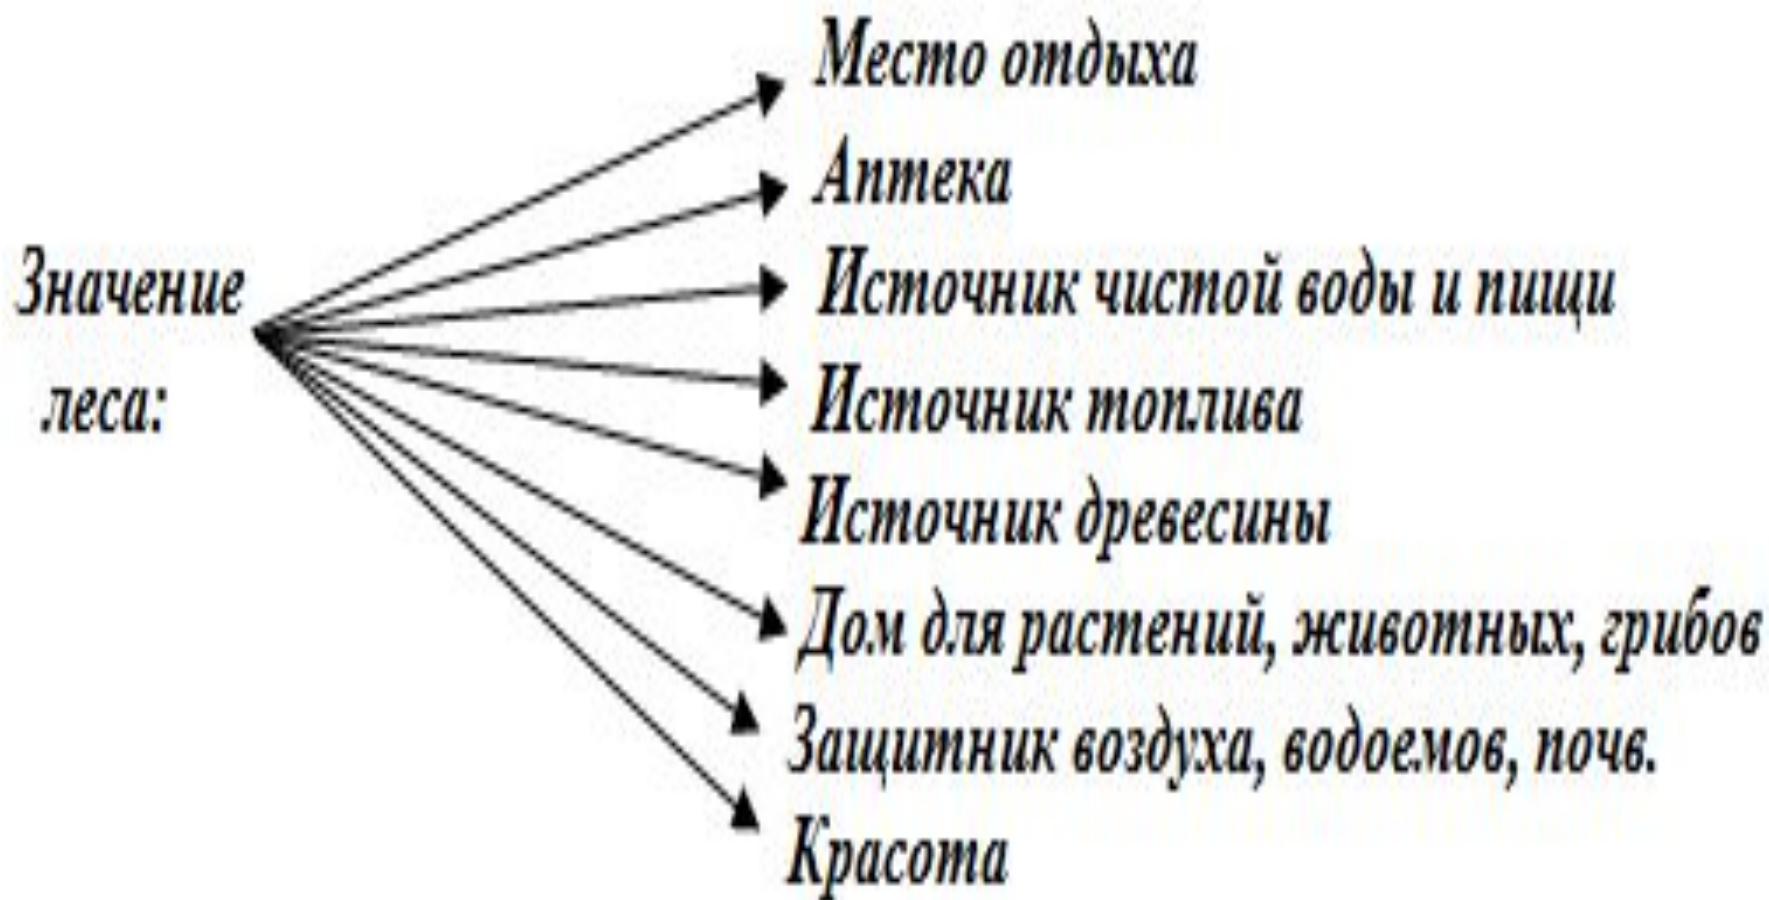 Значение
леса:
Место отдыха
Аптека
Источник чистой воды и пищи
Источник топлива
Источник древесины
Дом для растений, животных, грибов
Защитник воздуха, водоемов, почв.
Красота